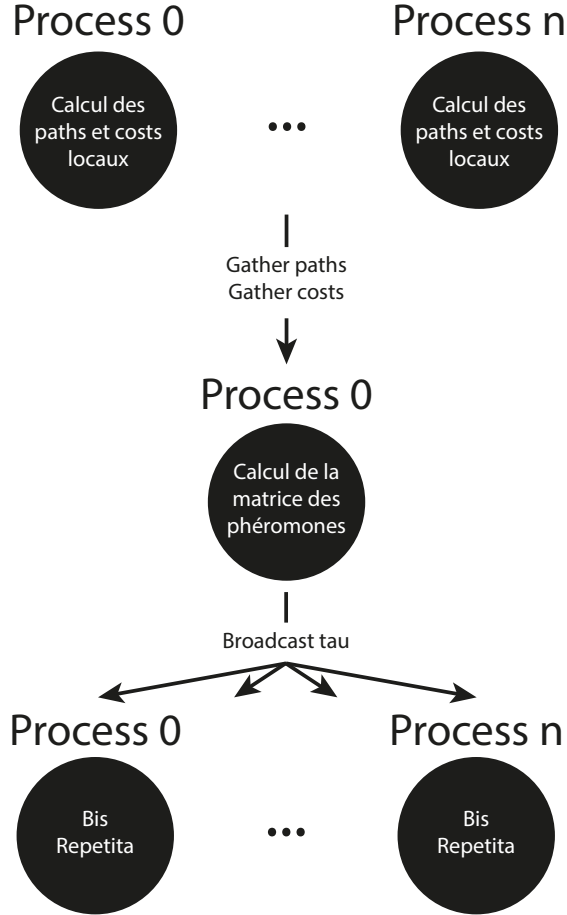 Process 0
Process n
Calcul des
paths et costs
locaux
...
Calcul des
paths et costs
locaux
Gather paths
Gather costs
Process 0
Calcul de la
matrice des
phéromones
Broadcast tau
Process 0
Process n
Bis
Repetita
...
Bis
Repetita